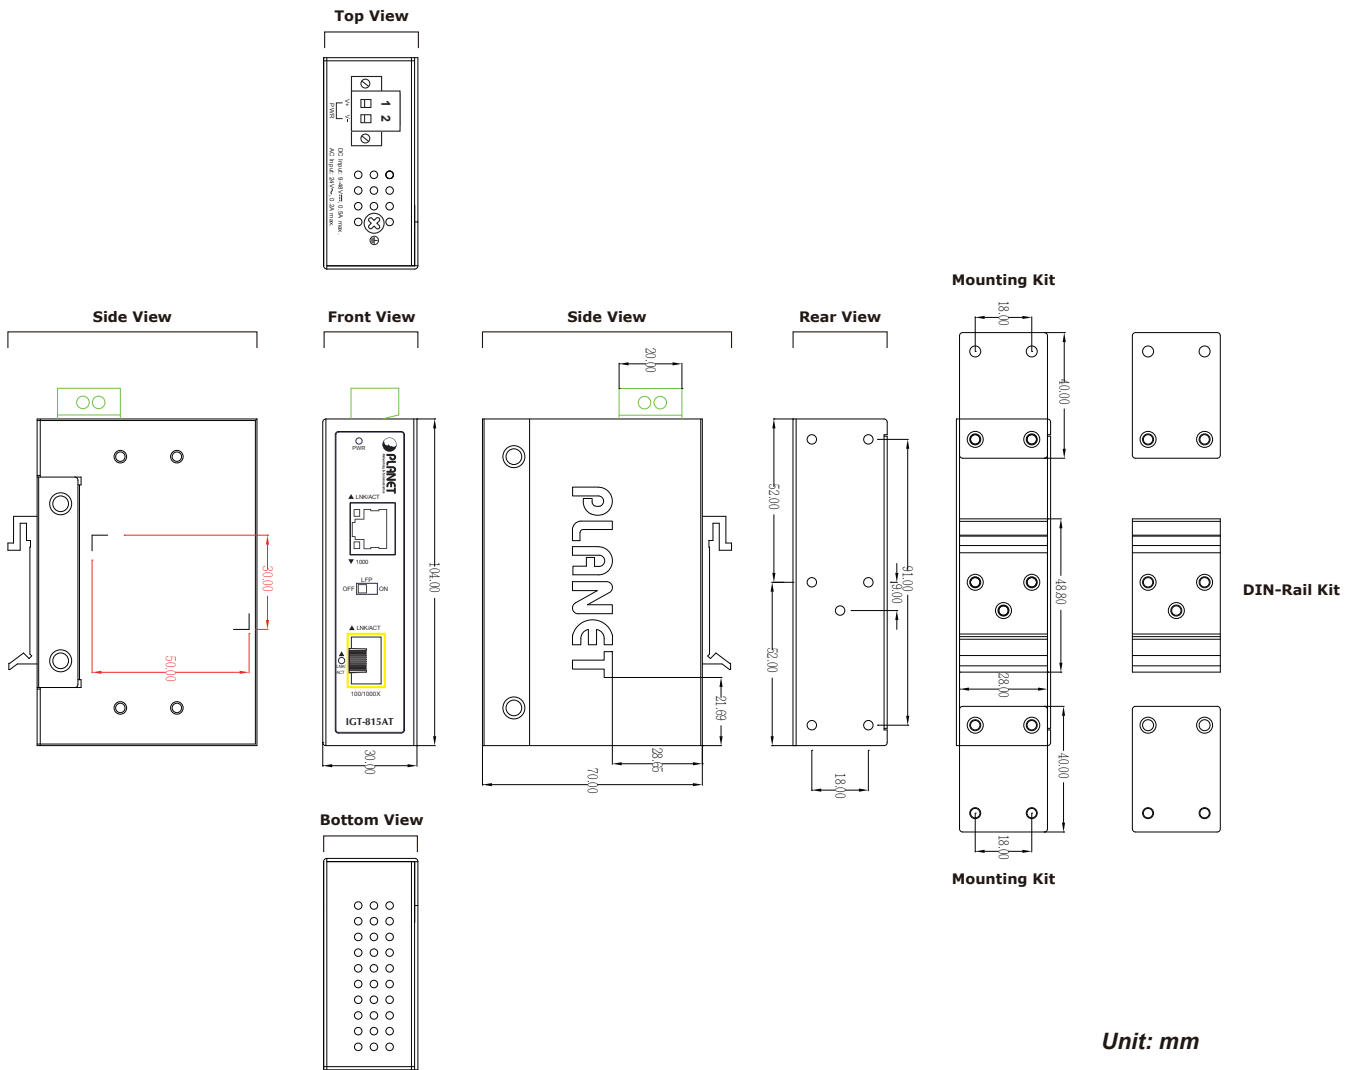 Top View
1
2
V+
V-
PWR
DC Input: 9-48V⎓, 0.5A max.
AC Input: 24V~, 0.2A max.
Mounting Kit
Side View
Front View
Side View
Rear View
18.00
20.00
40.00
PWR
PLANET
▲ LNK/ACT
▼ 1000
LFP
OFF
ON
▲ LNK/ACT
LNK
ACT
100/1000X
IGT-815AT
104.00
30.00
30.00
50.00
PLANET
21.69
28.65
70.00
52.00
52.00
91.00
9.00
18.00
48.80
28.00
DIN-Rail Kit
40.00
18.00
Mounting Kit
Bottom View
Unit: mm